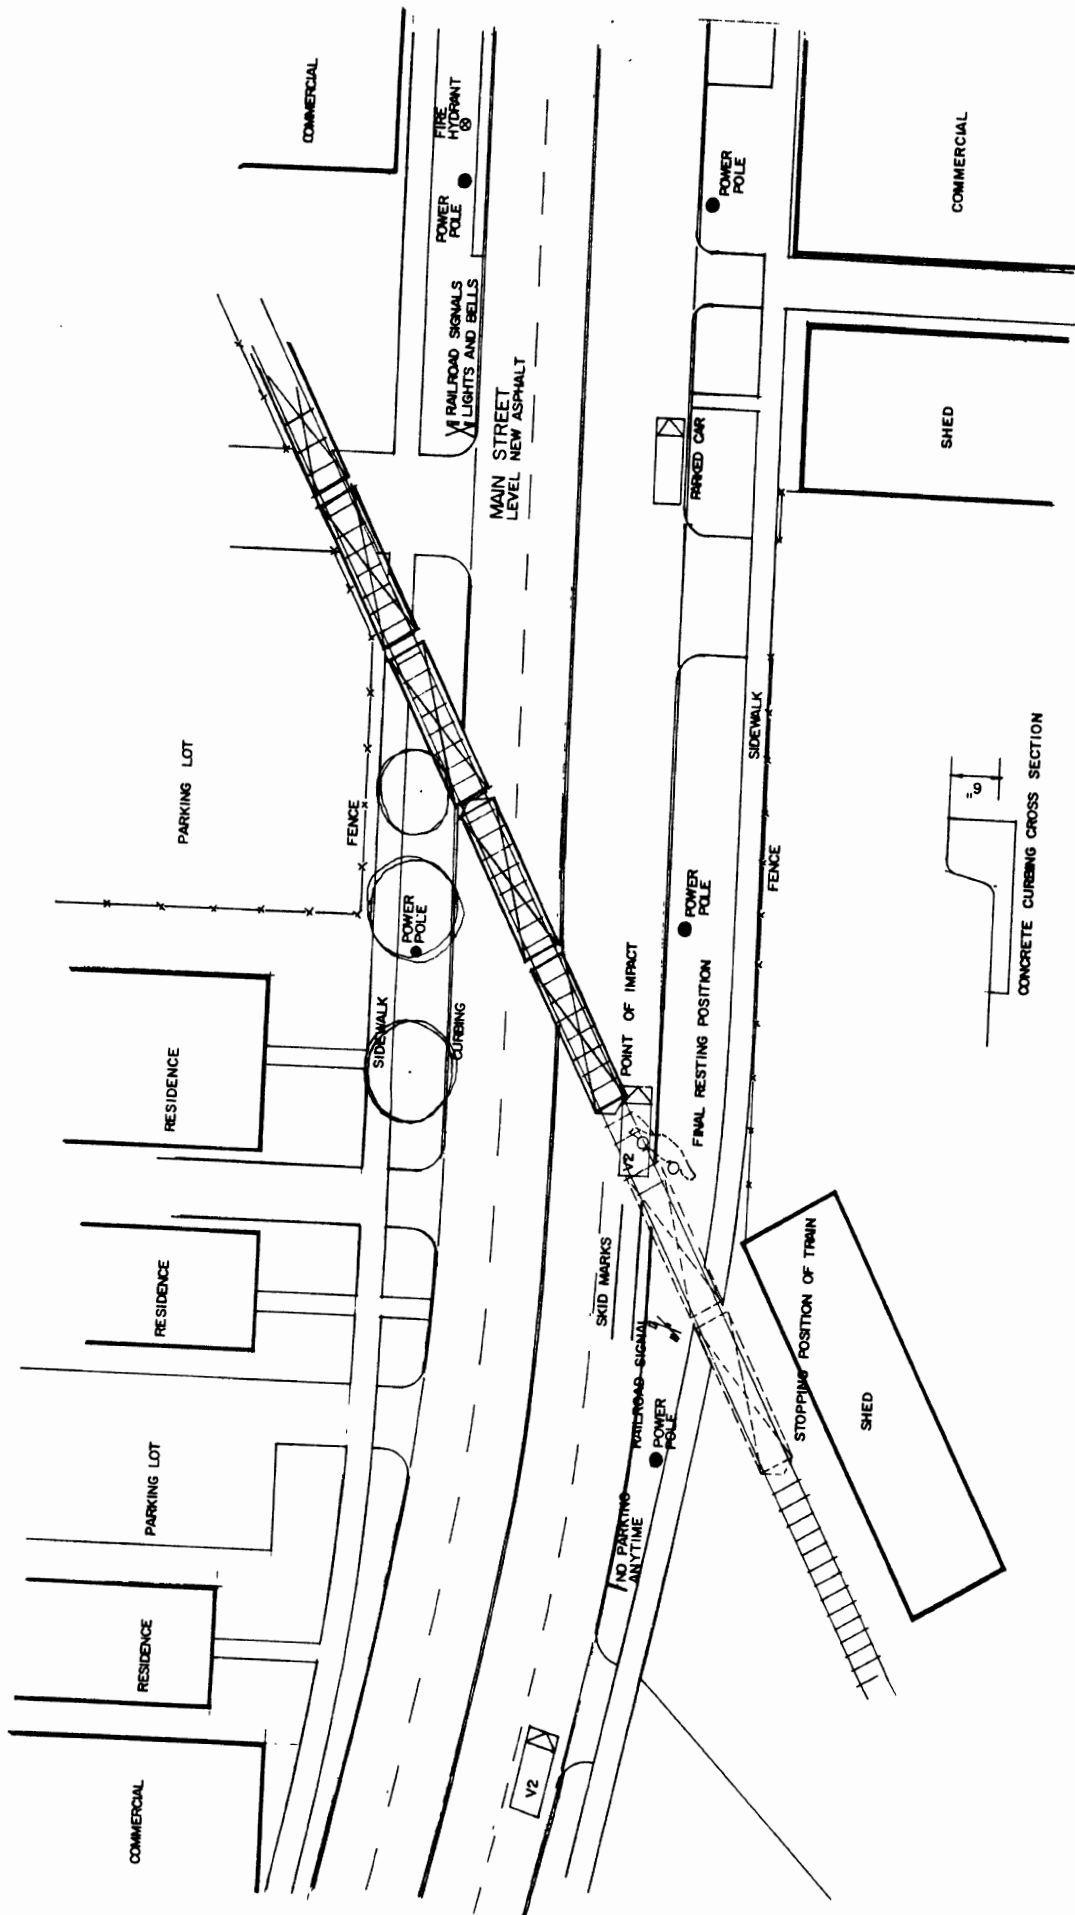 COMMERCIAL
FIRE
HYDRANT
POWER
POLE
POWER
POLE
COMMERCIAL
RAILROAD SIGNALS
LIGHTS AND BELLS
MAIN STREET
LEVEL NEW ASPHALT
PARKED CAR
SHED
PARKING LOT
FENCE
SIDEWALK
FENCE
6"
CONCRETE CURBING CROSS SECTION
POWER
POLE
POWER
POLE
RESIDENCE
SIDEWALK
CURBING
POINT OF IMPACT
FINAL RESTING POSITION
V2
RESIDENCE
SKID MARKS
RAILROAD SIGNAL
STOPPING POSITION OF TRAIN
SHED
POWER
POLE
PARKING LOT
NO PARKING
ANYTIME
RESIDENCE
V2
COMMERCIAL